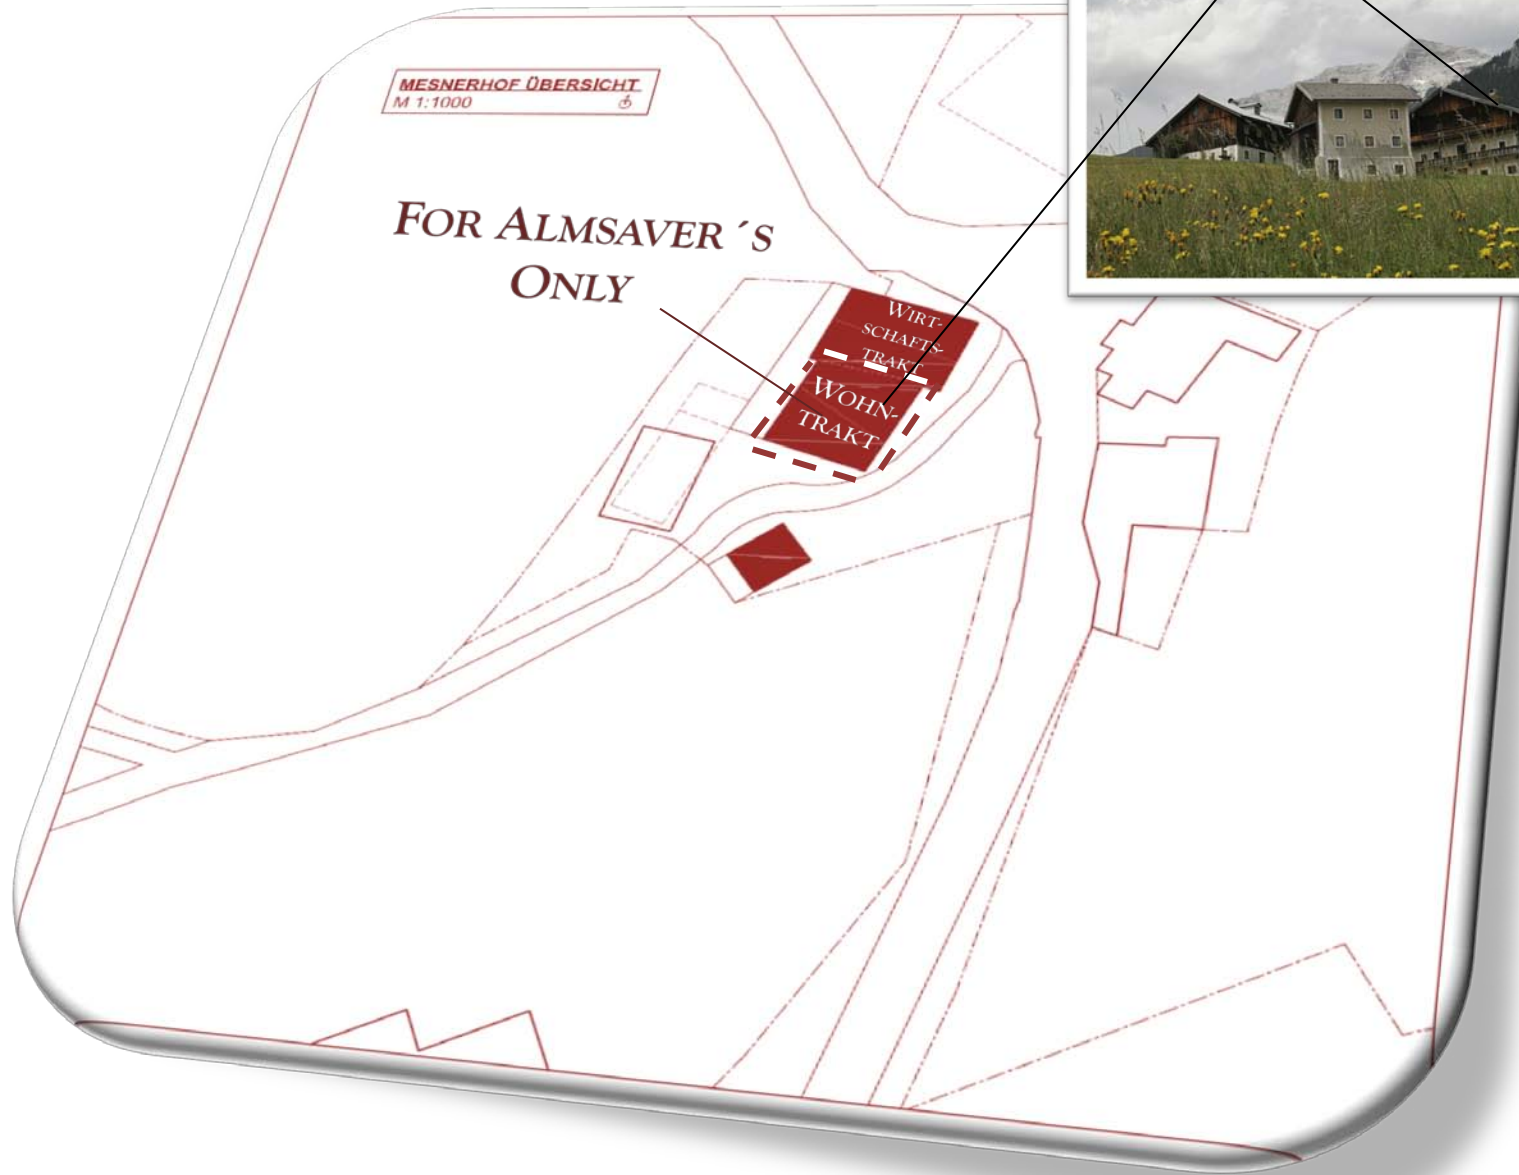 MESNERHOF ÜBERSICHT
M 1:1000
FOR ALMSAVER ´S
ONLY
WIRT-
SCHAFTS-
TRAKT
WOHN-
TRAKT